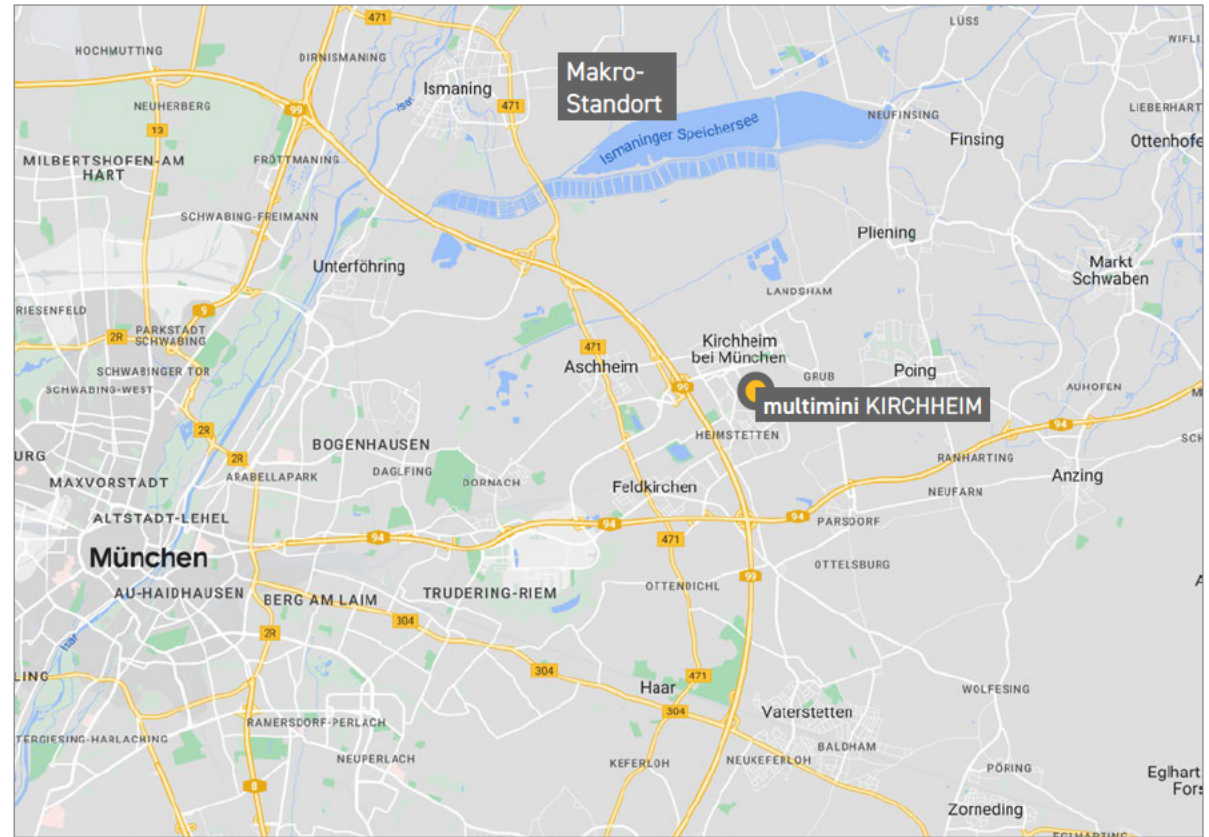 471
LÜSS
HOCHMUTTING
DIRNISMANING
Makro-
Standort
Ismaning
99
Isar
471
NEUHERBERG
13
Ismaninger Speichersee
NEUFINSING
LIEBERHART
Finsing
Ottenhofe
MILBERTSHOFEN-AM
HART
FRÖTTMANING
SCHWABING-FREIMANN
Pliening
Unterföhring
Markt
Schwaben
LANDSHAM
RIESENFELD
9
PARKSTADT
SCHWABING
2R
471
Kirchheim
bei München
Aschheim
SCHWABINGER TOR
SCHWABING-WEST
99
GRUB
Poing
AUHOFEN
multimini KIRCHHEIM
2R
94
HEIMSTETTEN
BOGENHAUSEN
URG
2R
RANHARTING
SCH
MAXVORSTADT
ARABELLAPARK
DAGLFING
DORNACH
Feldkirchen
Anzing
NEUFARN
ALTSTADT-LEHEL
94
94
94
PARSDORF
471
München
OTTELSBURG
99
AU-HAIDHAUSEN
BERG AM LAIM
TRUDERING-RIEM
OTTENDICHL
304
2R
Isar
304
471
LING
Haar
WOLFESING
304
Vaterstetten
RAMERSDORF-PERLACH
TERGIESING-HARLACHING
BALDHAM
NEUPERLACH
KEFERLOH
NEUKEFERLOH
PÖRING
Eglhart
Fors
8
Zorneding
EGLHARTING